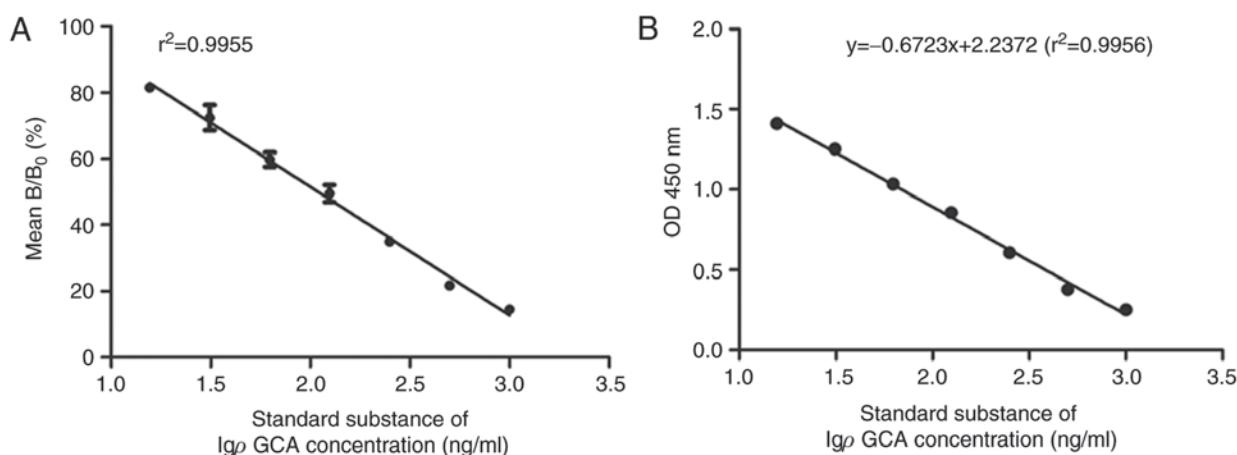 A
r²=0.9955
100
80
60
40
20
0
Mean B/B₀ (%)
1.0 1.5 2.0 2.5 3.0 3.5
Standard substance of
lgρ GCA concentration (ng/ml)
B
y=−0.6723x+2.2372 (r²=0.9956)
2.0
1.5
1.0
0.5
0.0
OD 450 nm
1.0 1.5 2.0 2.5 3.0 3.5
Standard substance of
lgρ GCA concentration (ng/ml)